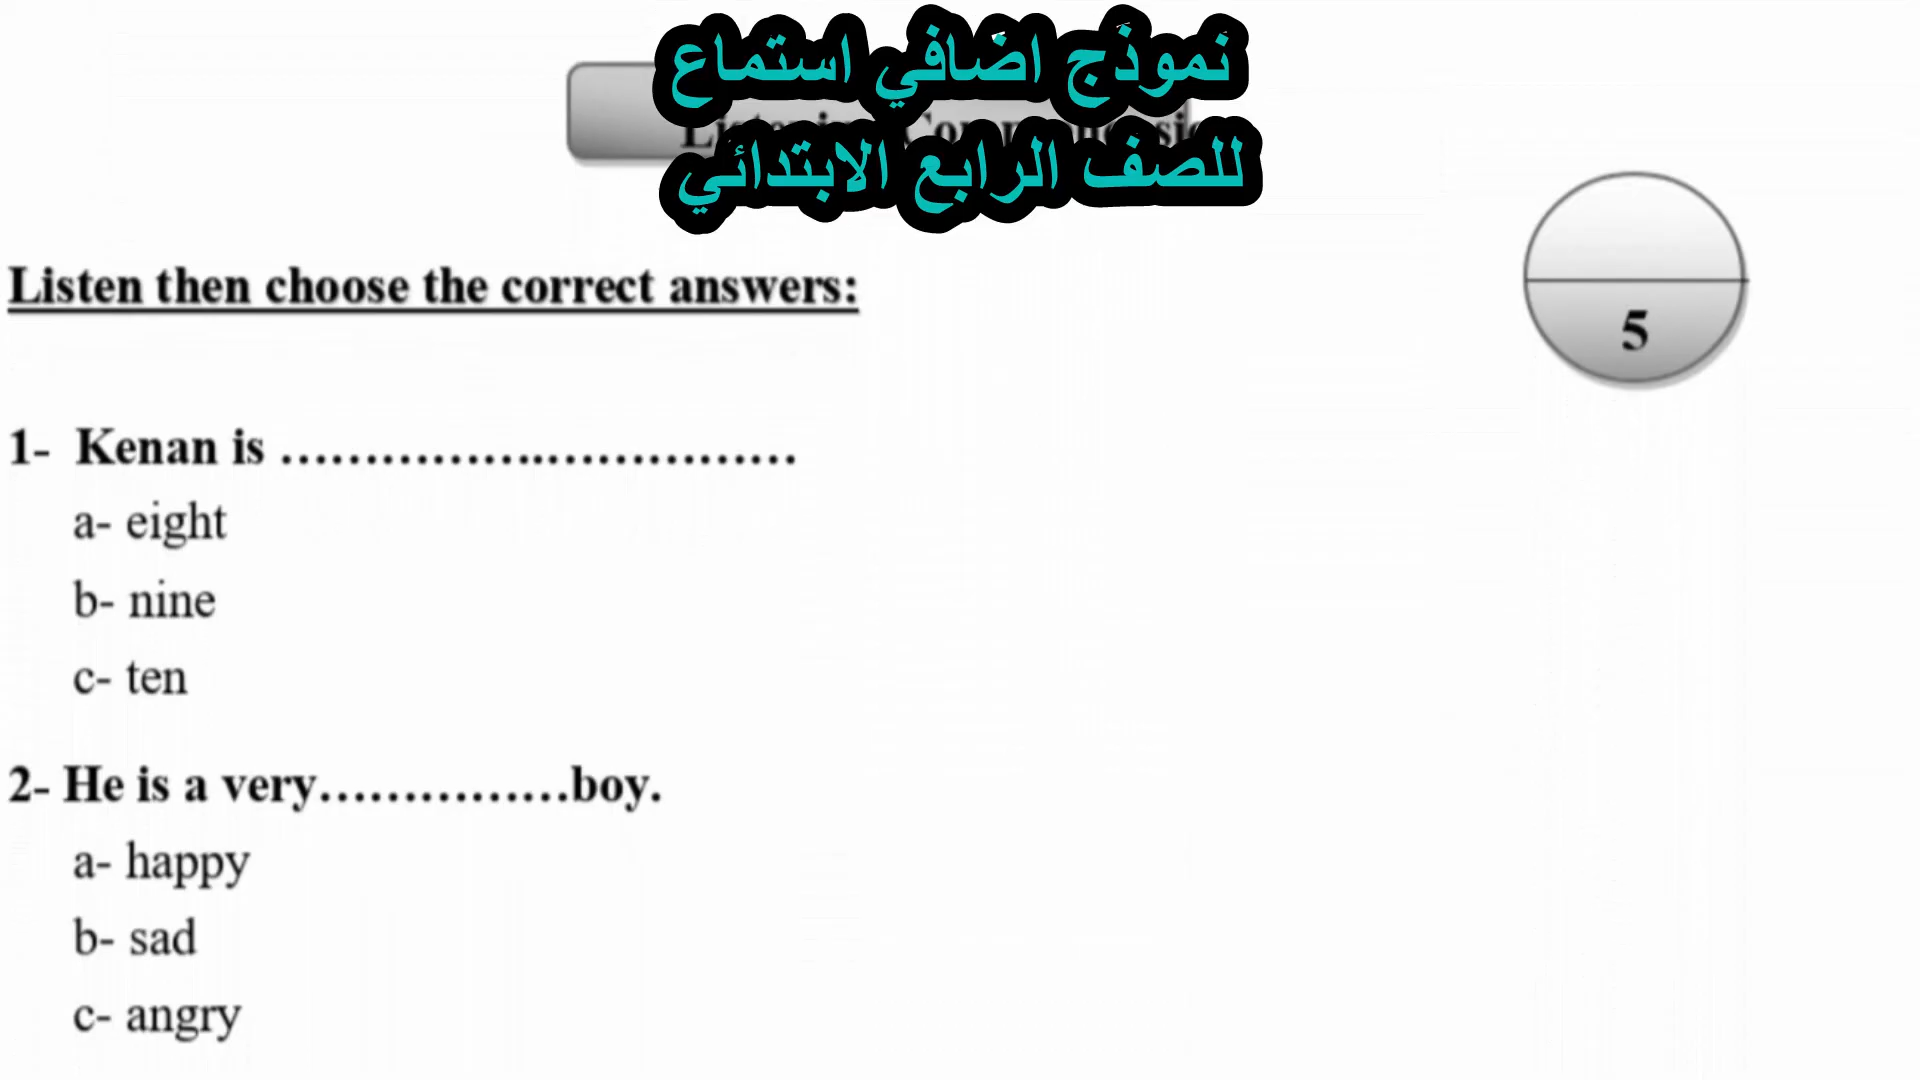 نموذج اضافي استماع
للصف الرابع الابتدائي
Listen then choose the correct answers:
5
1- Kenan is …………….……………
a- eight
b- nine
c- ten
2- He is a very……………boy.
a- happy
b- sad
c- angry